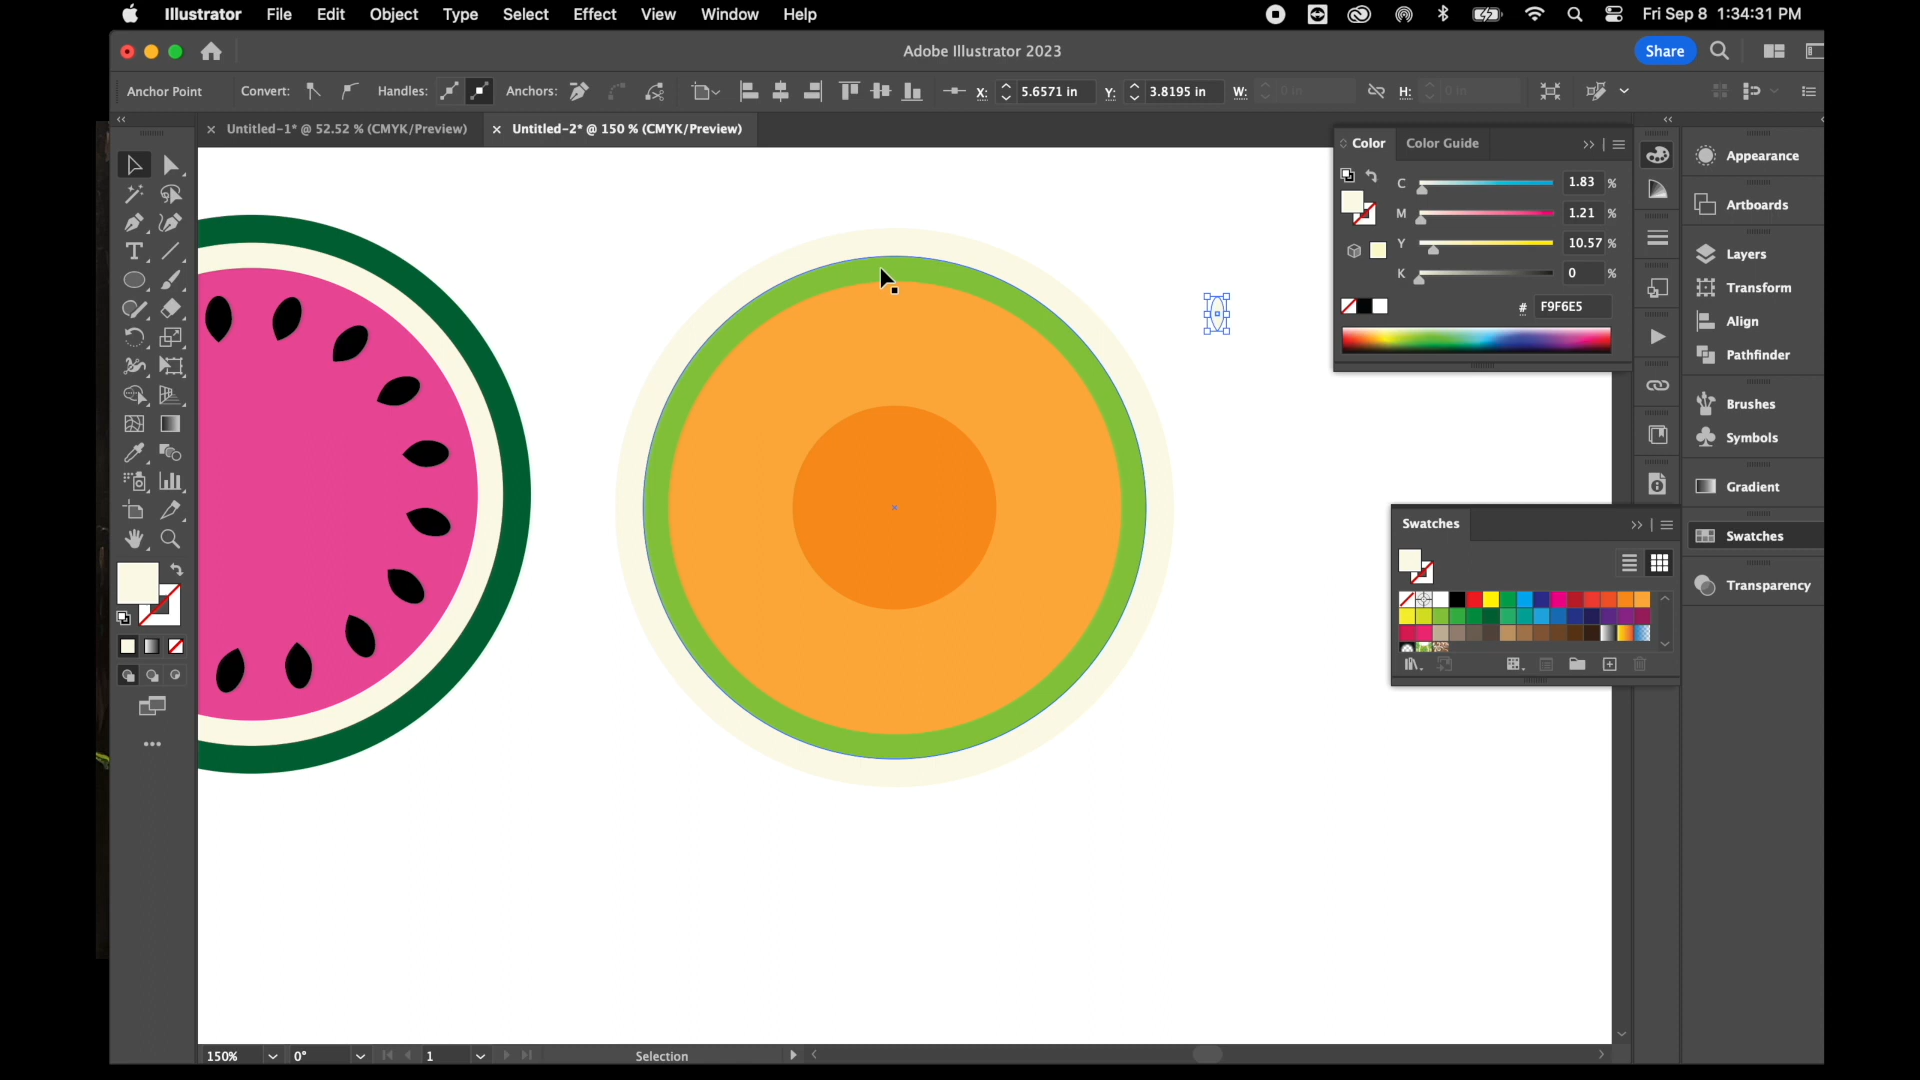 Illustrator File Edit Object Type Select Effect View Window Help Fri Sep 8 1:34:31 PM
Adobe Illustrator 2023 Share
Anchor Point Convert: Handles: Anchors: X: 5.6571 in Y: 3.8195 in W: 0 in H: 0 in
Untitled-1* @ 52.52 % (CMYK/Preview) Untitled-2* @ 150 % (CMYK/Preview)
Color Color Guide
C 1.83 %
M 1.21 %
Y 10.57 %
K 0 %
# F9F6E5
Appearance
Artboards
Layers
Transform
Align
Pathfinder
Brushes
Symbols
Gradient
Swatches
Transparency
Swatches
150% 0° 1 Selection